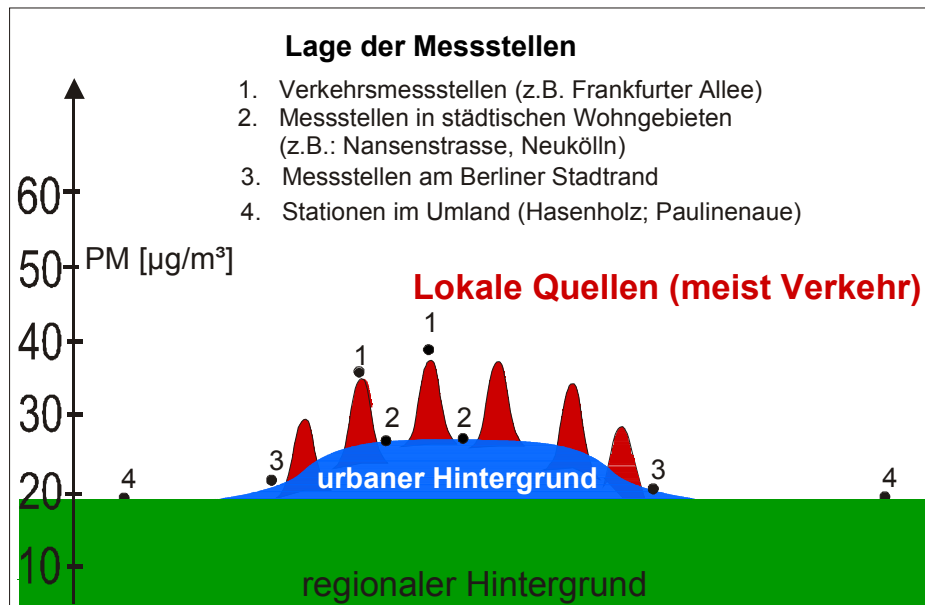 Lage der Messstellen
1. Verkehrsmessstellen (z.B. Frankfurter Allee)
2. Messstellen in städtischen Wohngebieten
(z.B.: Nansenstrasse, Neukölln)
3. Messstellen am Berliner Stadtrand
4. Stationen im Umland (Hasenholz; Paulinenaue)
60
50 PM [µg/m³]
Lokale Quellen (meist Verkehr)
40
1
1
30
2 2
3 3
4 4
20
urbaner Hintergrund
10
regionaler Hintergrund